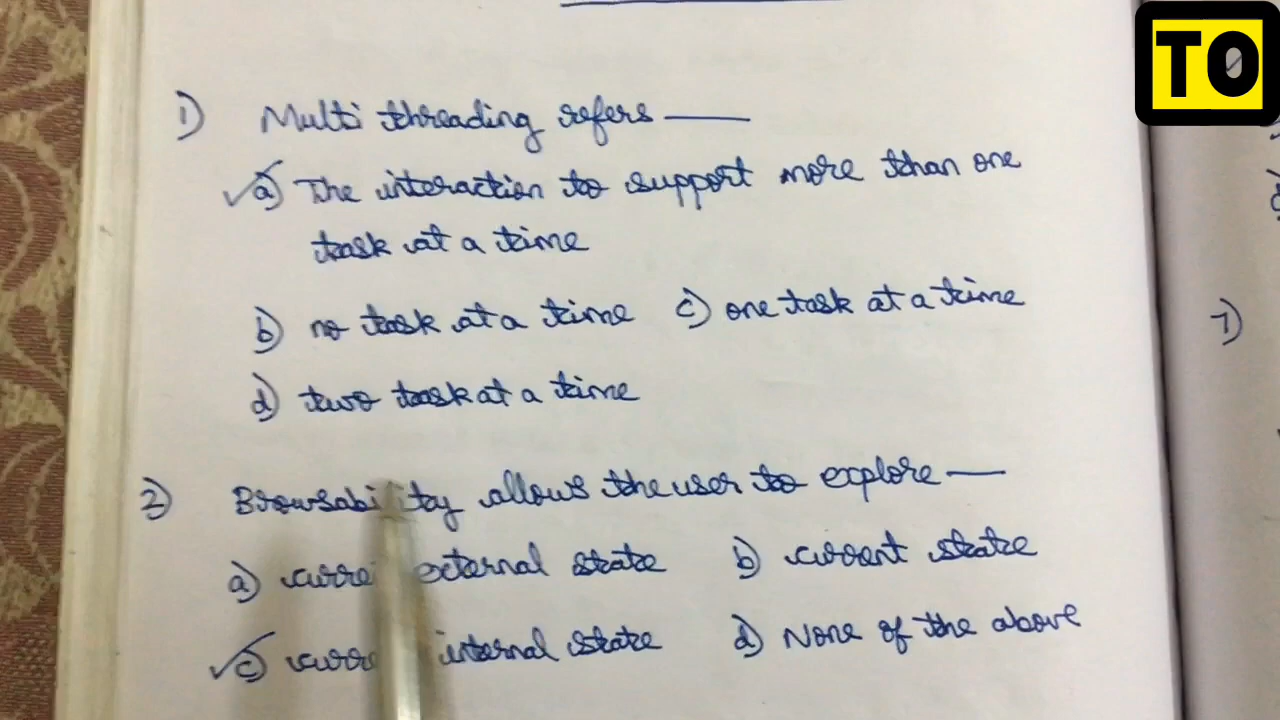 TO
1) Multi threading refers ——
✓a) The interaction to support more than one
task at a time
b) no task at a time c) one task at a time
d) two task at a time
2) Browsability allows the user to explore ——
a) external state b) current state
✓c) internal state d) None of the above
7)